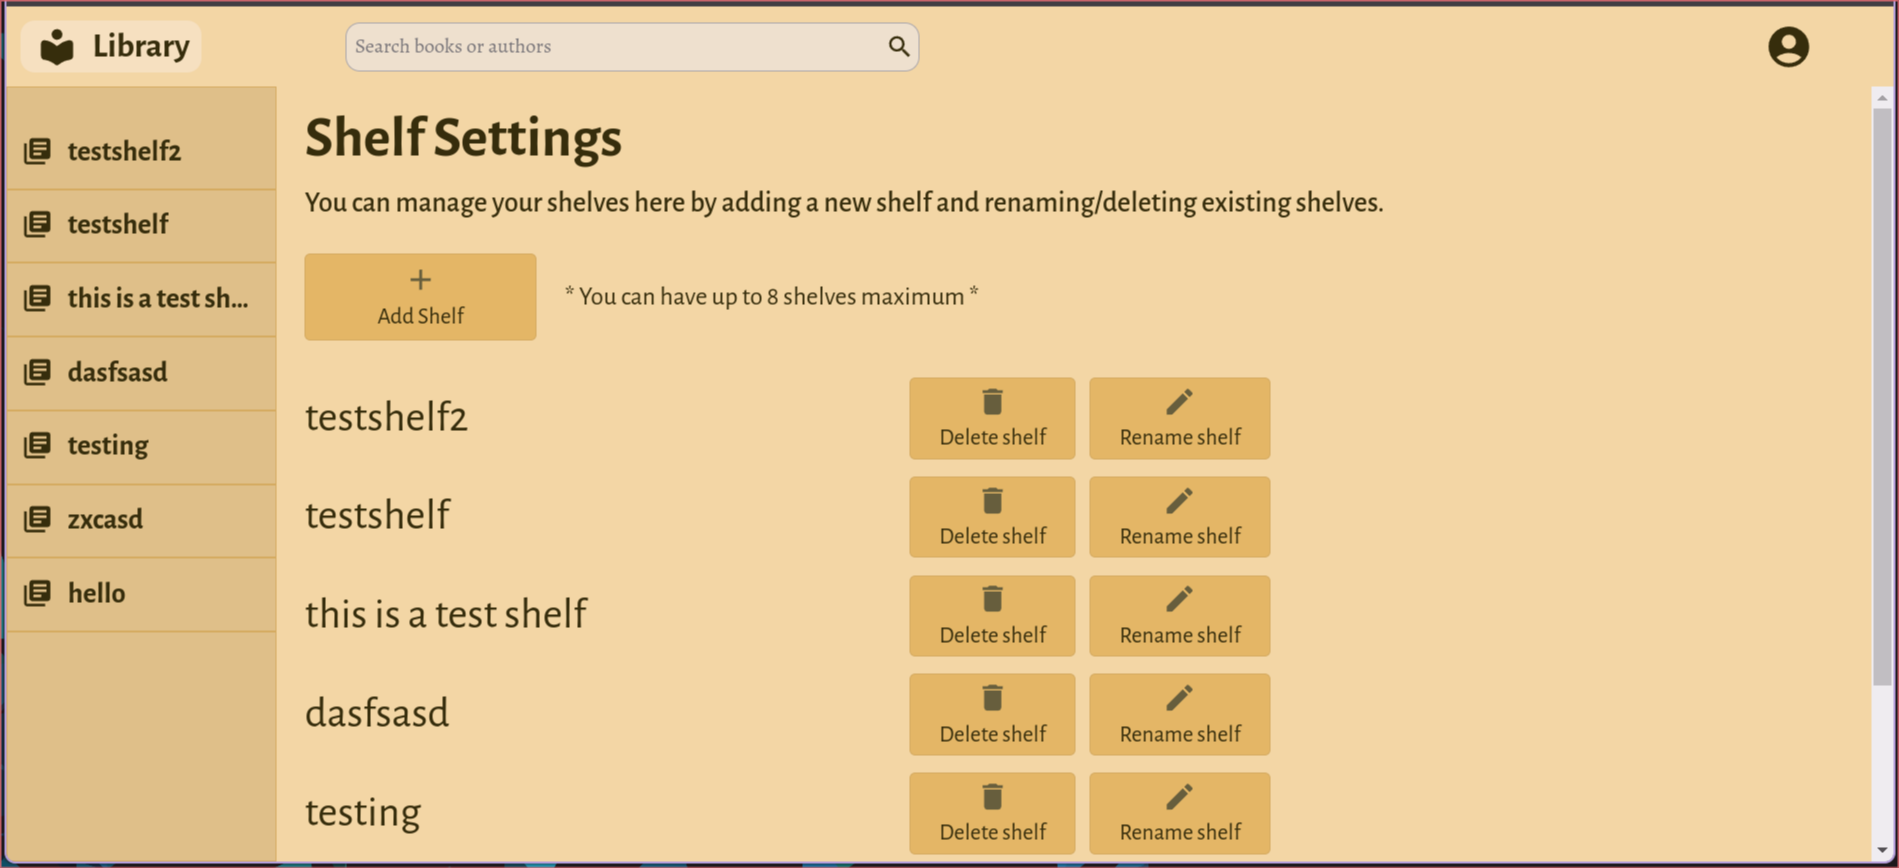 Library
Search books or authors
testshelf2
testshelf
this is a test sh...
dasfsasd
testing
zxcasd
hello
Shelf Settings
You can manage your shelves here by adding a new shelf and renaming/deleting existing shelves.
Add Shelf
* You can have up to 8 shelves maximum *
testshelf2
Delete shelf
Rename shelf
testshelf
Delete shelf
Rename shelf
this is a test shelf
Delete shelf
Rename shelf
dasfsasd
Delete shelf
Rename shelf
testing
Delete shelf
Rename shelf